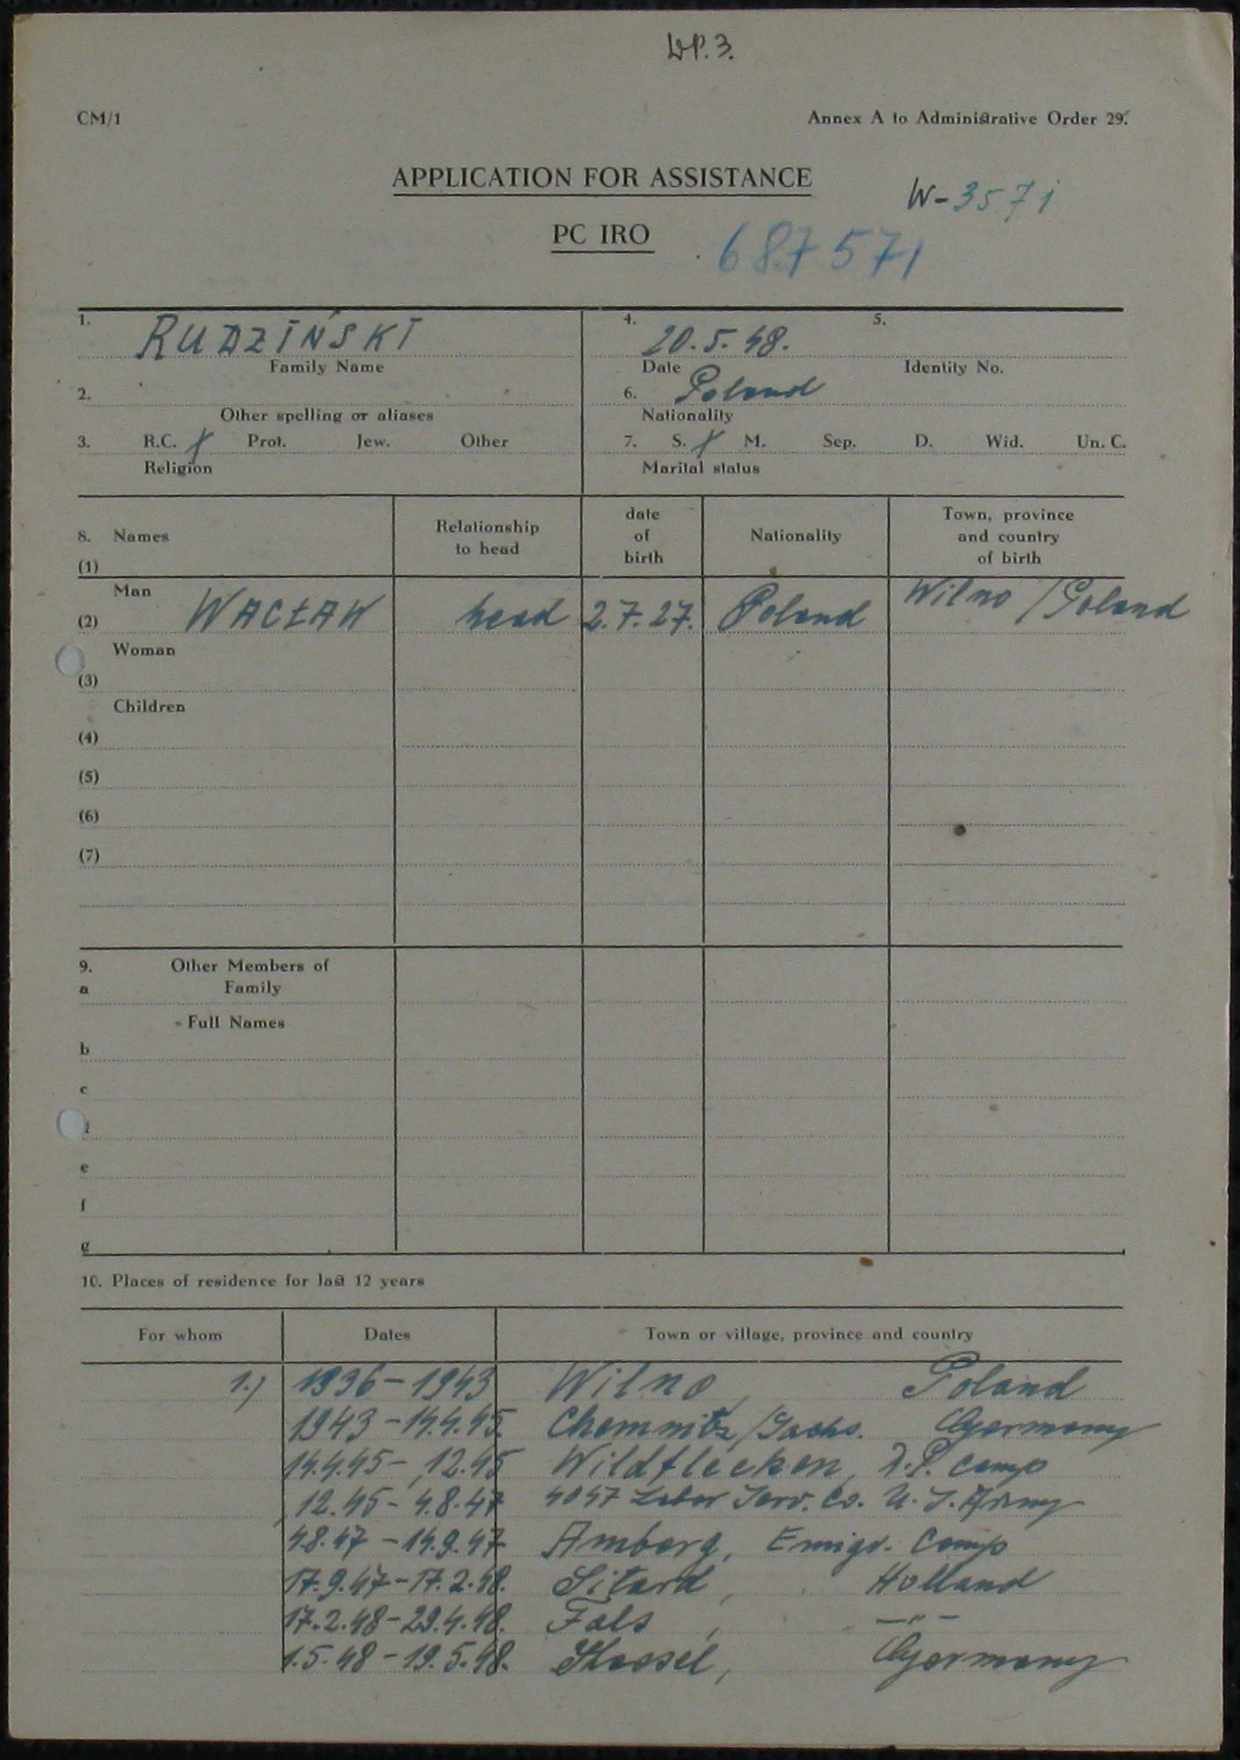 DP. 3.
CM/1 Annex A to Administrative Order 29.
APPLICATION FOR ASSISTANCE
W-3571
PC IRO
687571
1. RUDZIŃSKI 4. 20.5.48. 5.
Family Name Date Identity No.
2. 6. Poland
Other spelling or aliases Nationality
3. R.C. X Prot. Jew. Other 7. S. X M. Sep. D. Wid. Un. C.
Religion Marital status
8. Names Relationship to head date of birth Nationality Town, province and country of birth
(1)
Man
(2) WACŁAW head 2.7.27. Poland Wilno / Poland
Woman
(3)
Children
(4)
(5)
(6)
(7)
9. Other Members of
a Family
- Full Names
b
c
e
f
g
10. Places of residence for last 12 years
For whom Dates Town or village, province and country
1.) 1936 - 1943 Wilno, Poland
1943 - 14.4.45. Chemnitz/Sachs. Germany
14.4.45 - 12.45 Wildflecken, D.P. camp
12.45 - 4.8.47 4047 Labor Serv. Co. U.S. Army
4.8.47 - 14.9.47 Amberg, Emigr. Camp
17.9.47 - 17.2.48. Sitard, Holland
17.2.48 - 29.4.48. Fals, —"—
1.5.48 - 19.5.48. Kassel, Germany